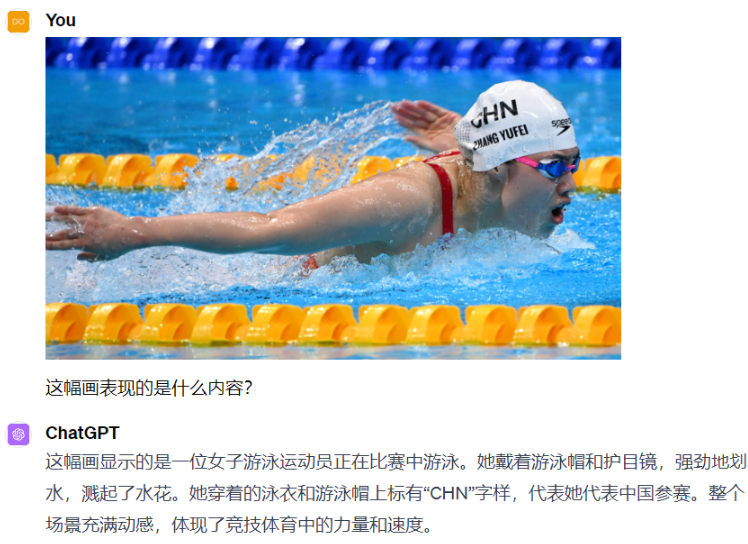 DO
You
CHN
ZHANG YUFEI
speedo
这幅画表现的是什么内容？
ChatGPT
这幅画显示的是一位女子游泳运动员正在比赛中游泳。她戴着游泳帽和护目镜，强劲地划
水，溅起了水花。她穿着的泳衣和游泳帽上标有“CHN”字样，代表她代表中国参赛。整个
场景充满动感，体现了竞技体育中的力量和速度。